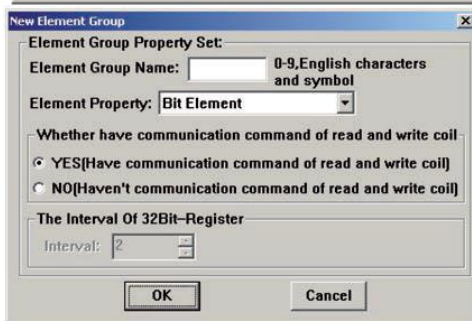 New Element Group
Element Group Property Set:
Element Group Name: 0-9,English characters
and symbol
Element Property: Bit Element
Whether have communication command of read and write coil
YES(Have communication command of read and write coil)
NO(Haven't communication command of read and write coil)
The Interval Of 32Bit-Register
Interval: 2
OK Cancel